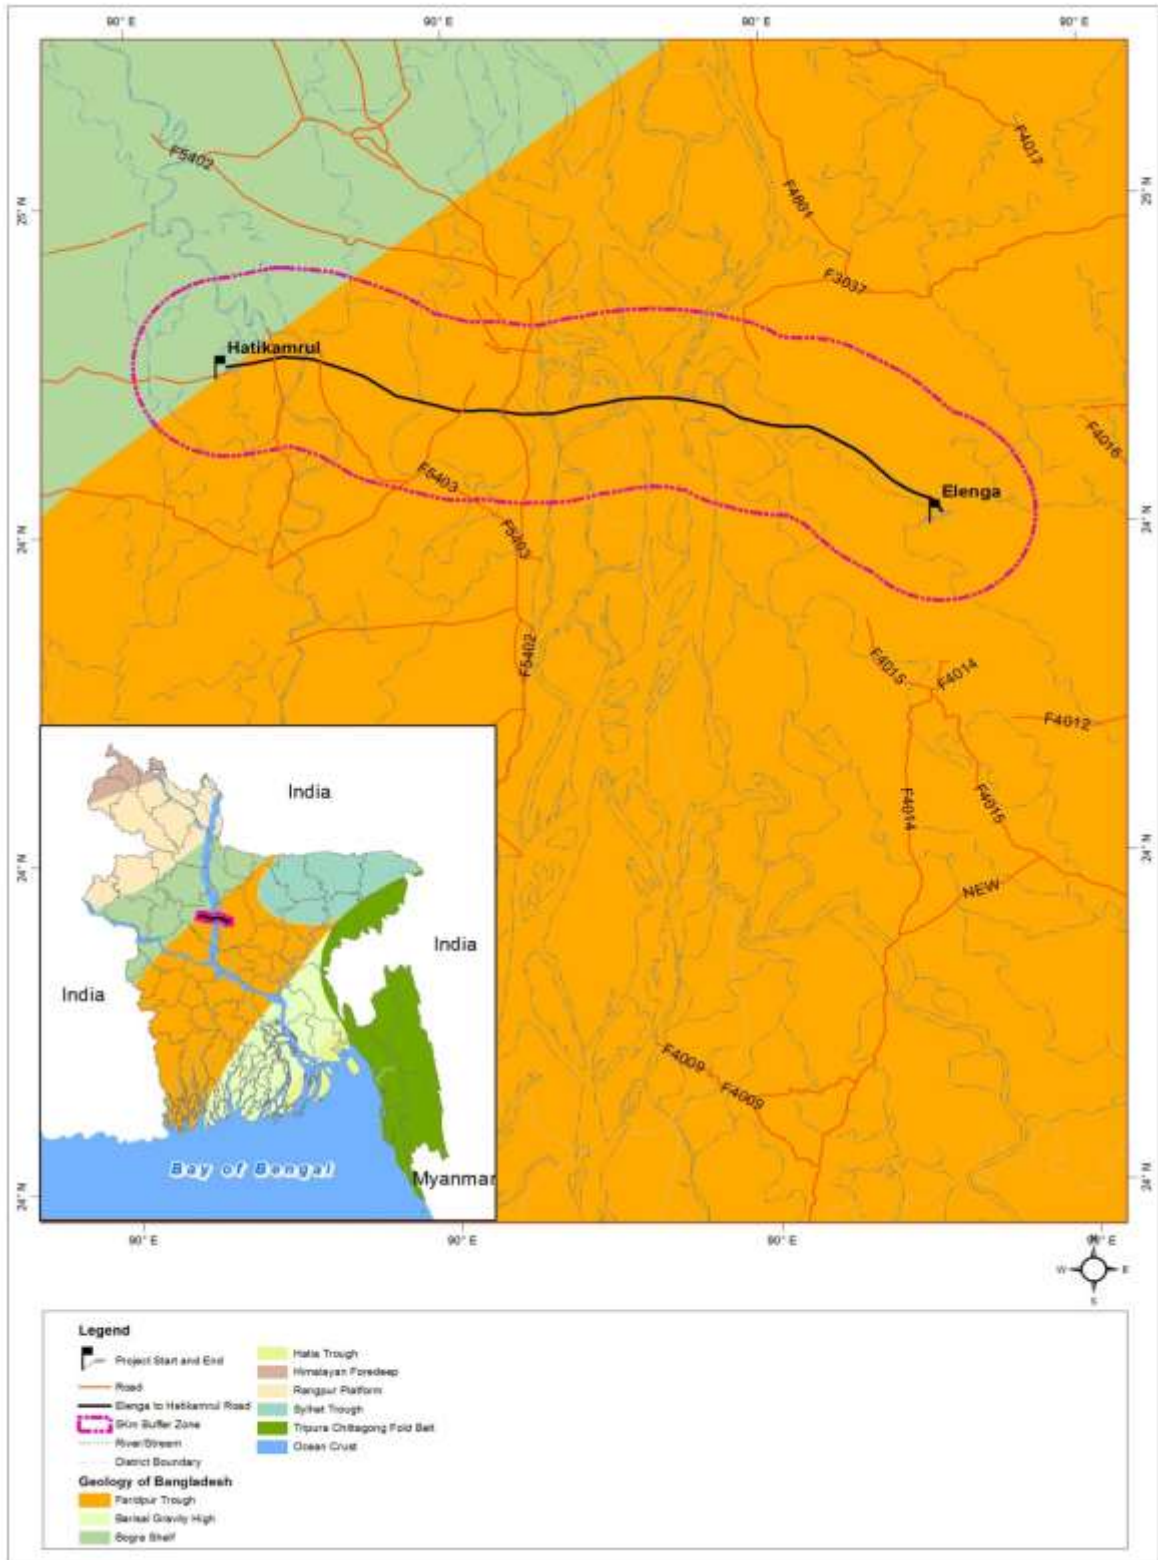 90° E 90° E 90° E 90° E
F4017
F5402
25° N
25° N
F4801
F3037
Hatikamrul
F4016
F5403
Elenga
24° N
24° N
F5403
F5402
F4015
F4014
F4012
India
F4014
F4015
24° N
24° N
NEW
India
India
F4009
F4009
Bay of Bengal
Myanmar
24° N
24° N
90° E 90° E 90° E 90° E
N
W E
S
Legend
Project Start and End
Road
Elenga to Hatikamrul Road
5Km Buffer Zone
River/Stream
District Boundary
Geology of Bangladesh
Faridpur Trough
Barisal Gravity High
Bogra Shelf
Hatia Trough
Himalayan Foredeep
Rangpur Platform
Sylhet Trough
Tripura Chittagong Fold Belt
Ocean Crust